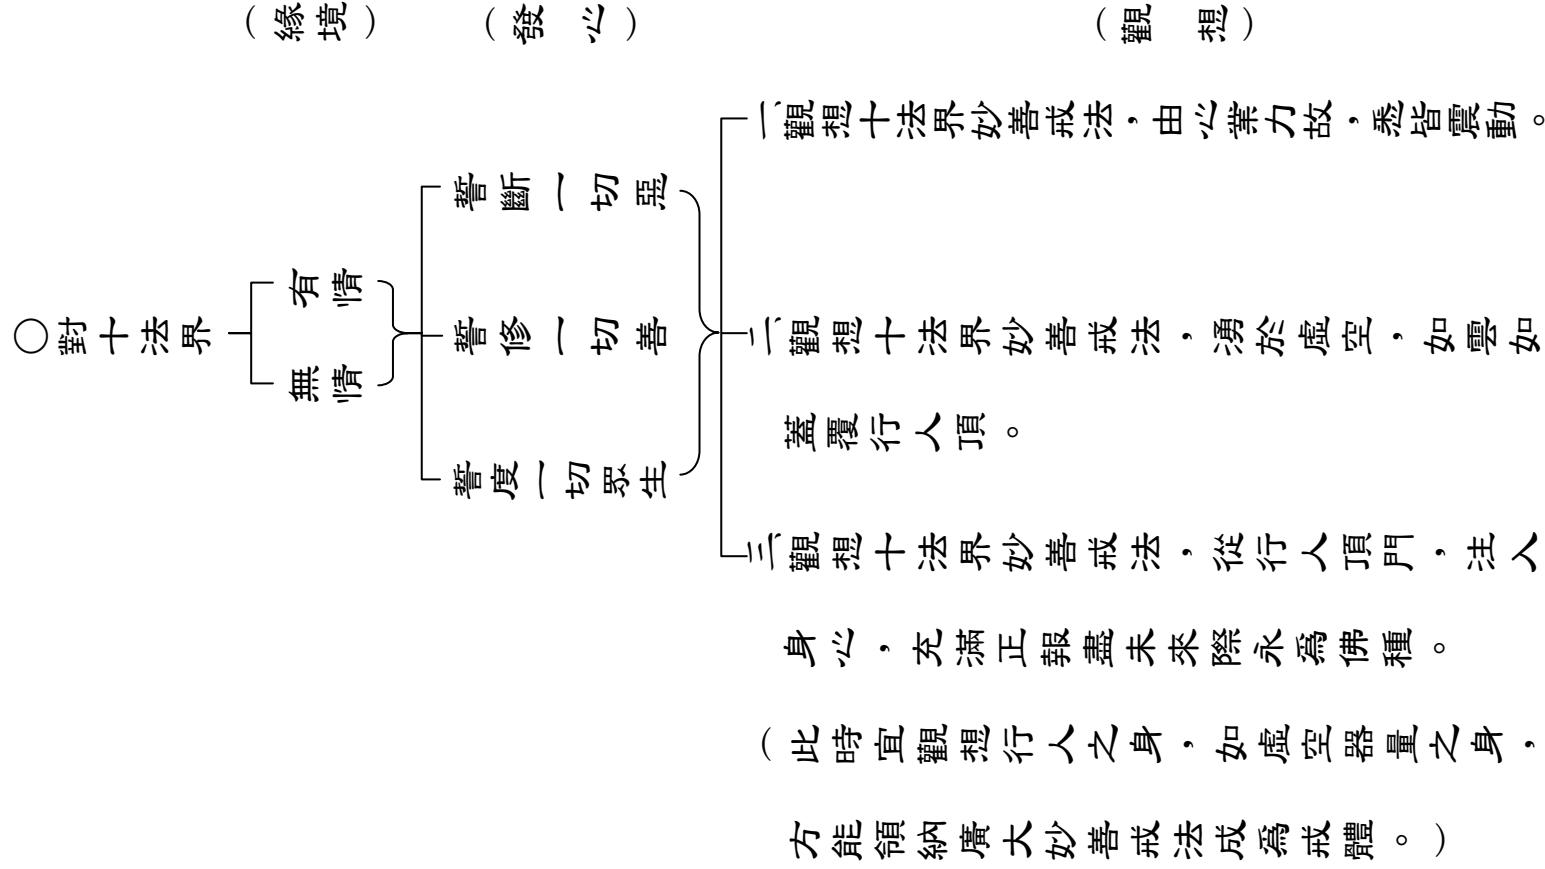 （緣境）
（發心）
（觀想）
○對十法界
有情
無情
誓斷一切惡
誓修一切善
誓度一切眾生
一、觀想十法界妙善戒法，由心業力故，悉皆震動。
二、觀想十法界妙善戒法，湧於虛空，如雲如
蓋覆行人頂。
三、觀想十法界妙善戒法，從行人頂門，注入
身心，充滿正報盡未來際永為佛種。
（此時宜觀想行人之身，如虛空器量之身，
方能領納廣大妙善戒法成為戒體。）